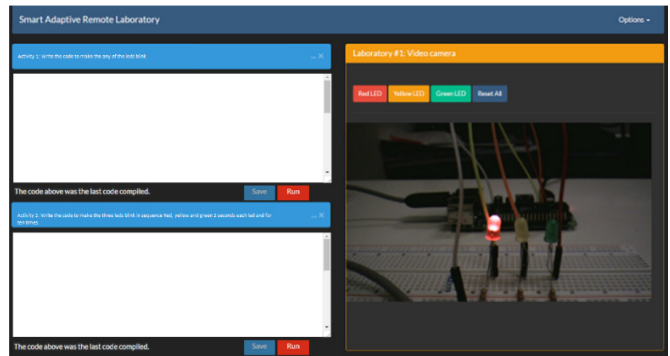 Smart Adaptive Remote Laboratory
Options
Activity 1: Write the code to make the any of the leds blink
The code above was the last code compiled.
Save
Run
Activity 2: Write the code to make the three leds blink in sequence Red, yellow and green 2 seconds each led and for
ten times.
The code above was the last code compiled.
Save
Run
Laboratory #1: Video camera
Red LED
Yellow LED
Green LED
Reset All